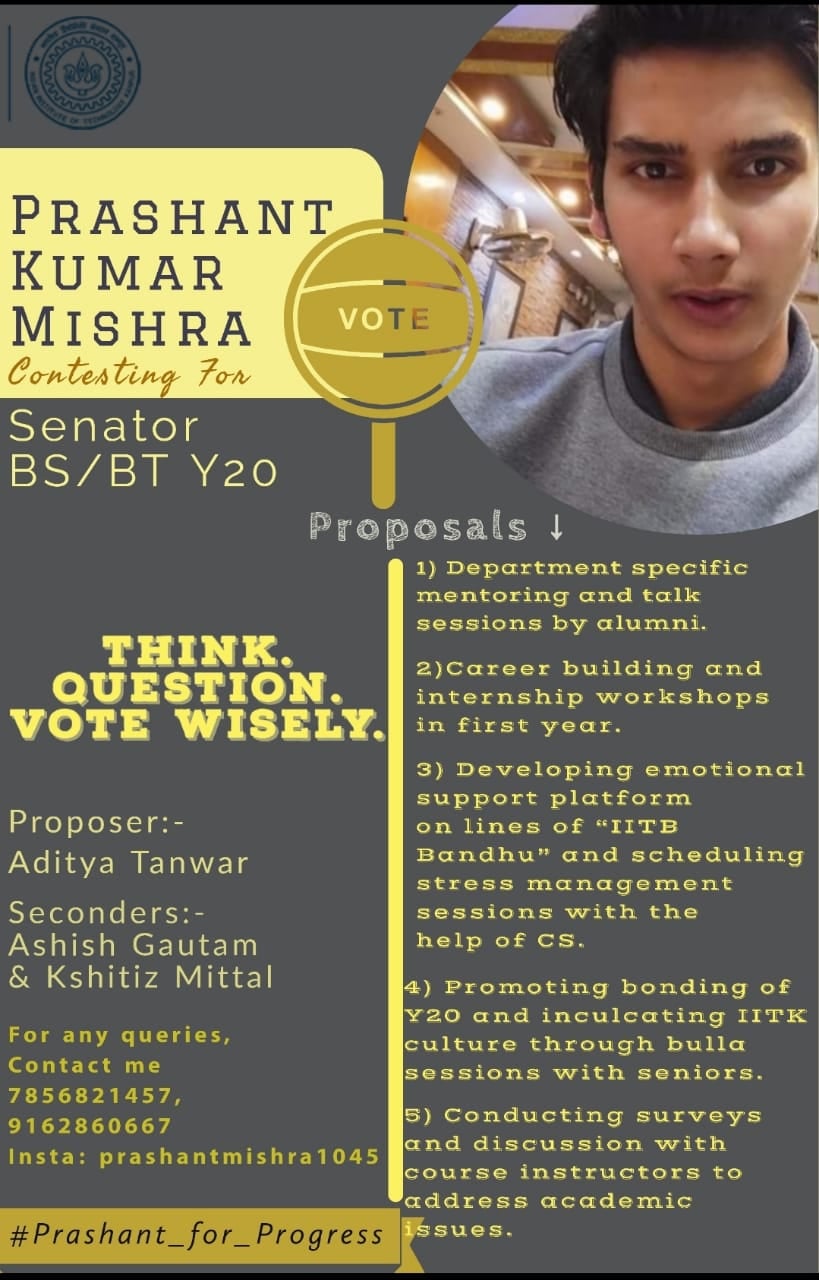 INDIAN INSTITUTE OF TECHNOLOGY KANPUR
PRASHANT
KUMAR
MISHRA
Contesting For
VOTE
Senator
BS/BT Y20
Proposals ↓
THINK.
QUESTION.
VOTE WISELY.
Proposer:-
Aditya Tanwar
Seconders:-
Ashish Gautam
& Kshitiz Mittal
For any queries,
Contact me
7856821457,
9162860667
Insta: prashantmishra1045
#Prashant_for_Progress
1) Department specific
mentoring and talk
sessions by alumni.
2)Career building and
internship workshops
in first year.
3) Developing emotional
support platform
on lines of “IITB
Bandhu” and scheduling
stress management
sessions with the
help of CS.
4) Promoting bonding of
Y20 and inculcating IITK
culture through bulla
sessions with seniors.
5) Conducting surveys
and discussion with
course instructors to
address academic
issues.